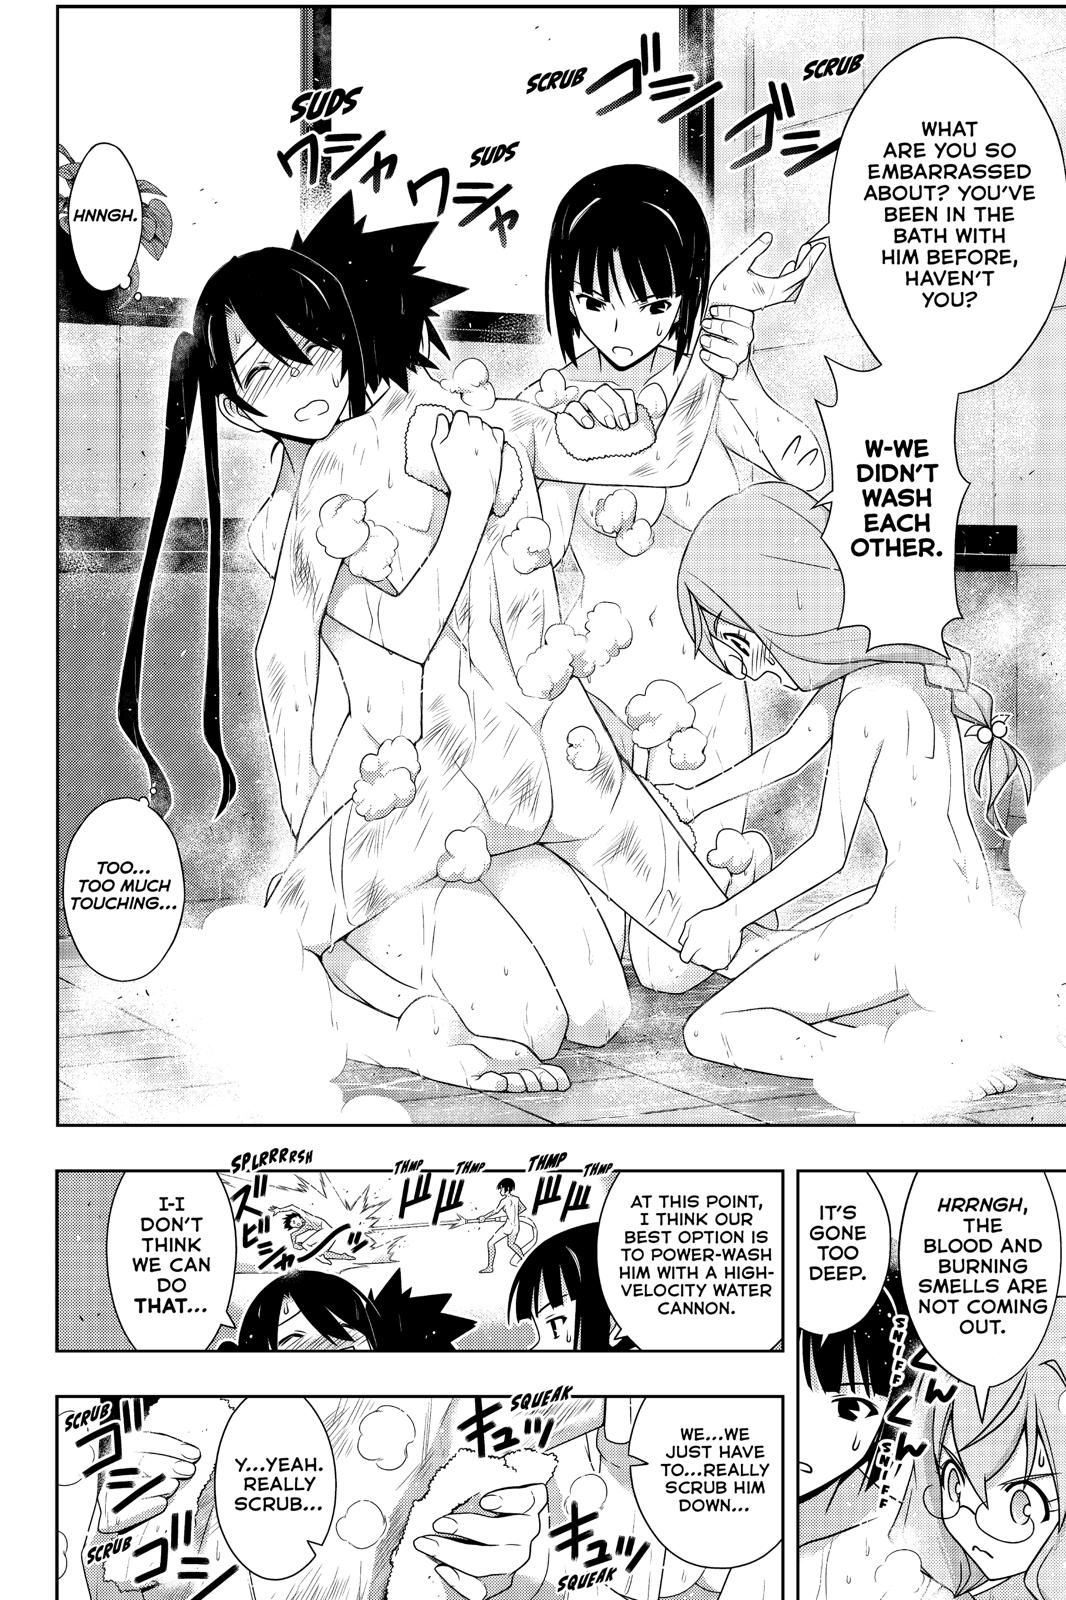 WHAT
ARE YOU SO
EMBARRASSED
ABOUT? YOU'VE
BEEN IN THE
BATH WITH
HIM BEFORE,
HAVEN'T
YOU?
SCRUB
ゴシ
SCRUB
ゴシ
SUDS
ワシャ
SUDS
ワシャ
HNNGH.
W-WE
DIDN'T
WASH
EACH
OTHER.
TOO...
TOO MUCH
TOUCHING...
HRRNGH,
THE
BLOOD AND
BURNING
SMELLS ARE
NOT COMING
OUT.
SNIFF
くん
SNIFF
くん
IT'S
GONE
TOO
DEEP.
AT THIS POINT,
I THINK OUR
BEST OPTION IS
TO POWER-WASH
HIM WITH A HIGH-
VELOCITY WATER
CANNON.
THMP
THMP
THMP
THMP
ドドドド
SPLRRRRSH
ズビシャーッ
I-I
DON'T
THINK
WE CAN
DO
THAT...
WE...WE
JUST HAVE
TO...REALLY
SCRUB HIM
DOWN...
SQUEAK
キュッ
SQUEAK
キュッ
Y...YEAH.
REALLY
SCRUB...
SCRUB
ゴシ
SCRUB
ゴシ